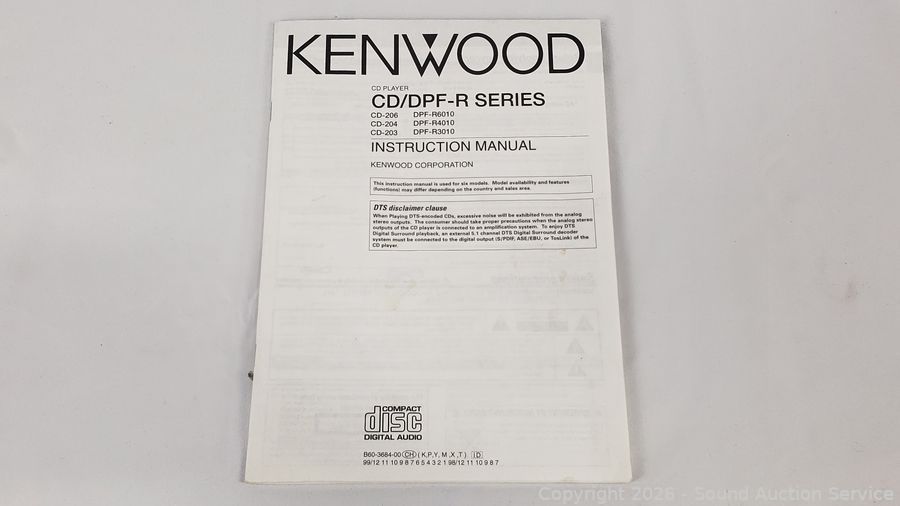 KENWOOD
CD PLAYER
CD/DPF-R SERIES
CD-206 DPF-R6010
CD-204 DPF-R4010
CD-203 DPF-R3010
INSTRUCTION MANUAL
KENWOOD CORPORATION
This instruction manual is used for six models. Model availability and features
(functions) may differ depending on the country and sales area.
DTS disclaimer clause
When Playing DTS-encoded CDs, excessive noise will be exhibited from the analog
stereo outputs. The consumer should take proper precautions when the analog stereo
outputs of the CD player is connected to an amplification system. To enjoy DTS
Digital Surround playback, an external 5.1 channel DTS Digital Surround decoder
system must be connected to the digital output (S/PDIF, ASE/EBU, or TosLink) of the
CD player.
COMPACT
disc
DIGITAL AUDIO
B60-3684-00 CH ( K,P,Y, M ,X ,T ) ID
99/12 11 10 9 8 7 6 5 4 3 2 1 98/12 11 10 9 8 7
Copyright 2026 - Sound Auction Service